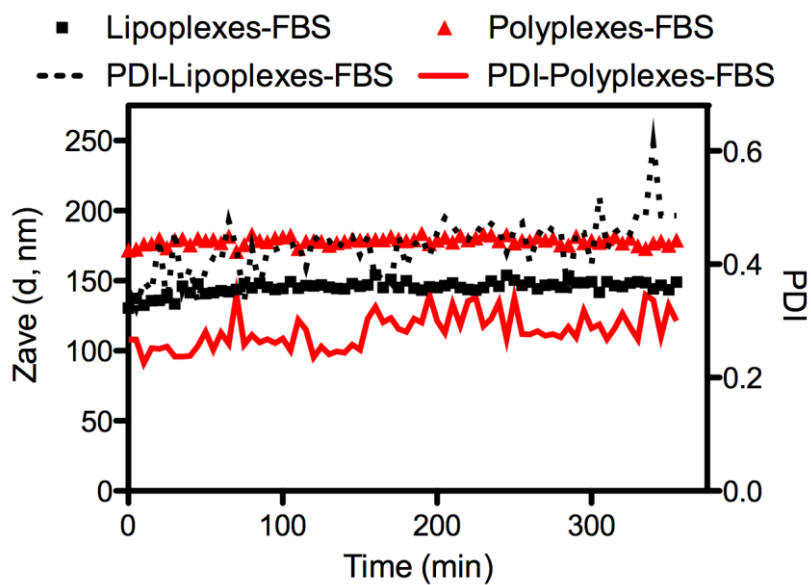 Lipoplexes-FBS Polyplexes-FBS
PDI-Lipoplexes-FBS PDI-Polyplexes-FBS
250
200
150
100
50
0
Zave (d, nm)
0.6
0.4
0.2
0.0
PDI
0 100 200 300
Time (min)